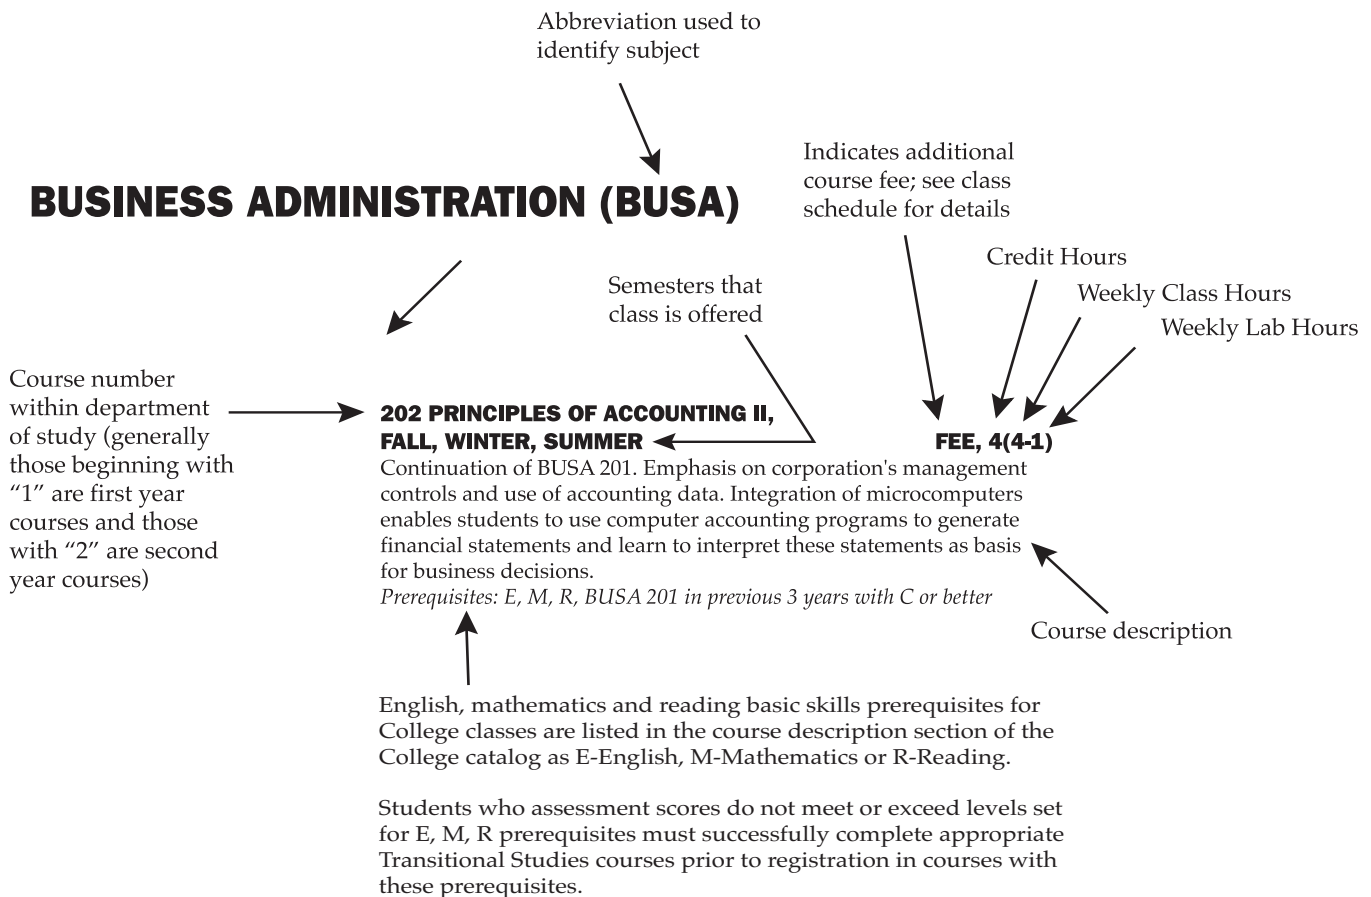 Abbreviation used to
identify subject
BUSINESS ADMINISTRATION (BUSA)
Indicates additional
course fee; see class
schedule for details
Credit Hours
Weekly Class Hours
Weekly Lab Hours
Semesters that
class is offered
Course number
within department
of study (generally
those beginning with
“1” are first year
courses and those
with “2” are second
year courses)
202 PRINCIPLES OF ACCOUNTING II,
FALL, WINTER, SUMMER FEE, 4(4-1)
Continuation of BUSA 201. Emphasis on corporation's management
controls and use of accounting data. Integration of microcomputers
enables students to use computer accounting programs to generate
financial statements and learn to interpret these statements as basis
for business decisions.
Prerequisites: E, M, R, BUSA 201 in previous 3 years with C or better
Course description
English, mathematics and reading basic skills prerequisites for
College classes are listed in the course description section of the
College catalog as E-English, M-Mathematics or R-Reading.
Students who assessment scores do not meet or exceed levels set
for E, M, R prerequisites must successfully complete appropriate
Transitional Studies courses prior to registration in courses with
these prerequisites.